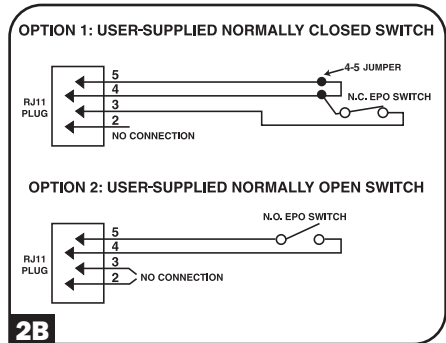 OPTION 1: USER-SUPPLIED NORMALLY CLOSED SWITCH
4-5 JUMPER
5
4
N.C. EPO SWITCH
RJ11
PLUG
3
2
NO CONNECTION
OPTION 2: USER-SUPPLIED NORMALLY OPEN SWITCH
N.O. EPO SWITCH
5
4
RJ11
PLUG
3
NO CONNECTION
2
2B